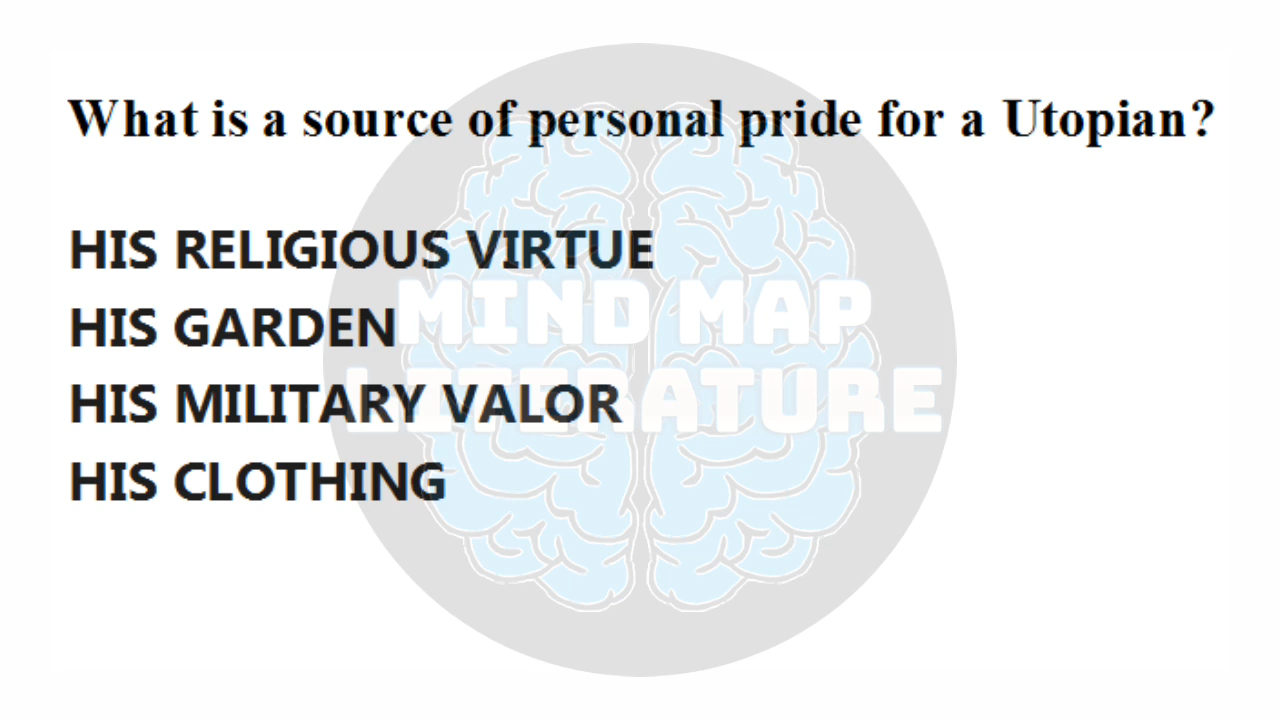 What is a source of personal pride for a Utopian?
HIS RELIGIOUS VIRTUE
HIS GARDEN
MIND MAP
LITERATURE
HIS MILITARY VALOR
HIS CLOTHING